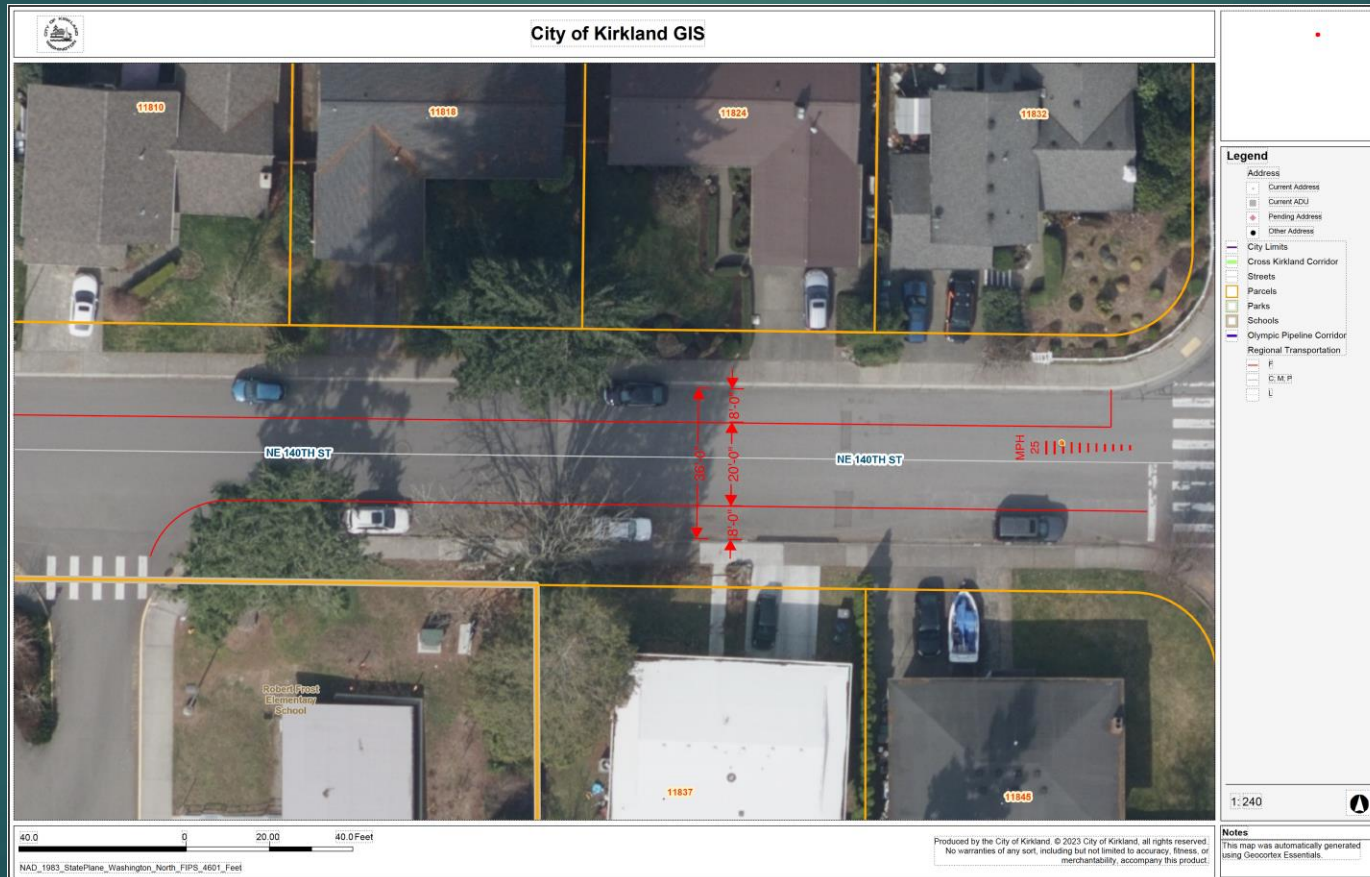 City of Kirkland GIS
CITY OF KIRKLAND
WASHINGTON
11810
11818
11824
11832
8'-0"
36'-0"
20'-0"
8'-0"
MPH
25
NE 140TH ST
NE 140TH ST
Robert Frost
Elementary
School
11837
11845
Legend
Address
Current Address
Current ADU
Pending Address
Other Address
City Limits
Cross Kirkland Corridor
Streets
Parcels
Parks
Schools
Olympic Pipeline Corridor
Regional Transportation
F
C; M; P
L
1: 240
40.0
0
20.00
40.0 Feet
NAD_1983_StatePlane_Washington_North_FIPS_4601_Feet
Produced by the City of Kirkland. © 2023 City of Kirkland, all rights reserved.
No warranties of any sort, including but not limited to accuracy, fitness, or
merchantability, accompany this product.
Notes
This map was automatically generated
using Geocortex Essentials.